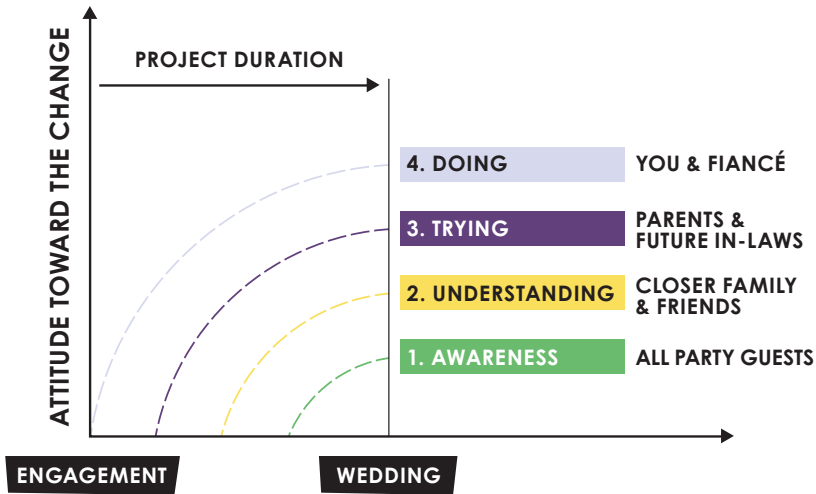 ATTITUDE TOWARD THE CHANGE
PROJECT DURATION
4. DOING
YOU & FIANCÉ
3. TRYING
PARENTS &
FUTURE IN-LAWS
2. UNDERSTANDING
CLOSER FAMILY
& FRIENDS
1. AWARENESS
ALL PARTY GUESTS
ENGAGEMENT
WEDDING